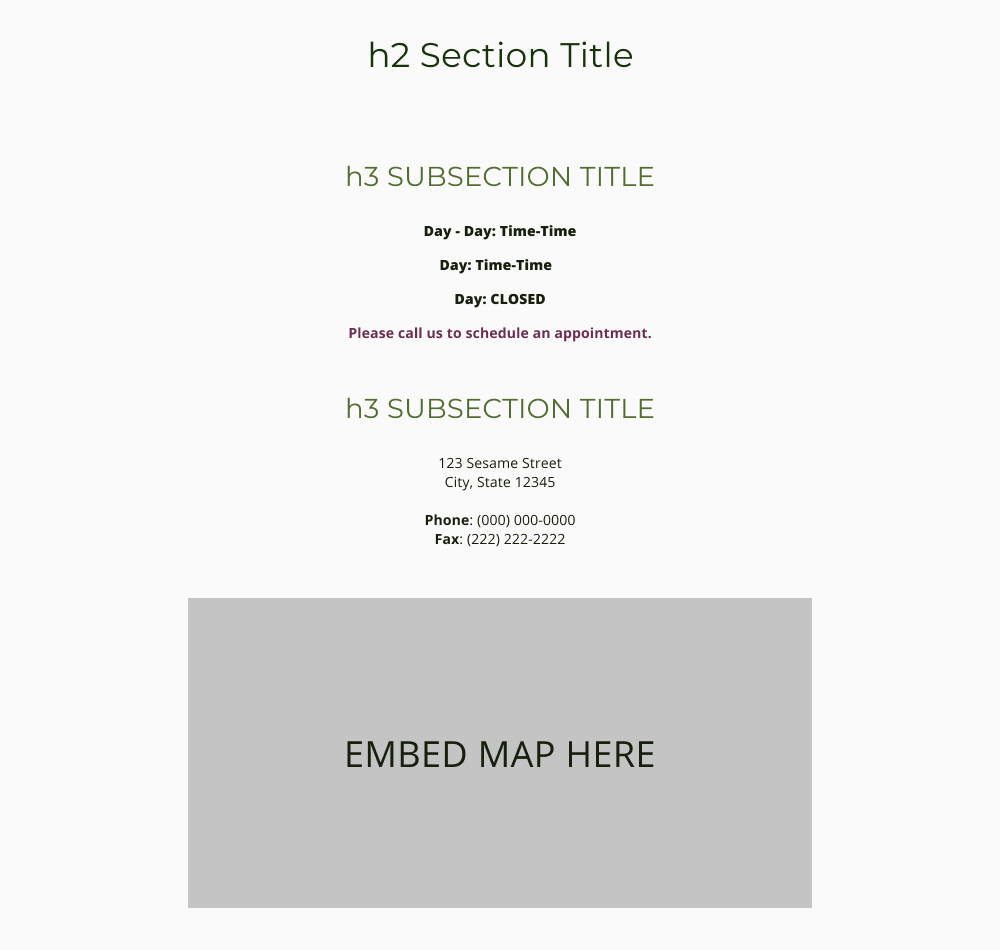 h2 Section Title
h3 SUBSECTION TITLE
Day - Day: Time-Time
Day: Time-Time
Day: CLOSED
Please call us to schedule an appointment.
h3 SUBSECTION TITLE
123 Sesame Street
City, State 12345
Phone: (000) 000-0000
Fax: (222) 222-2222
EMBED MAP HERE